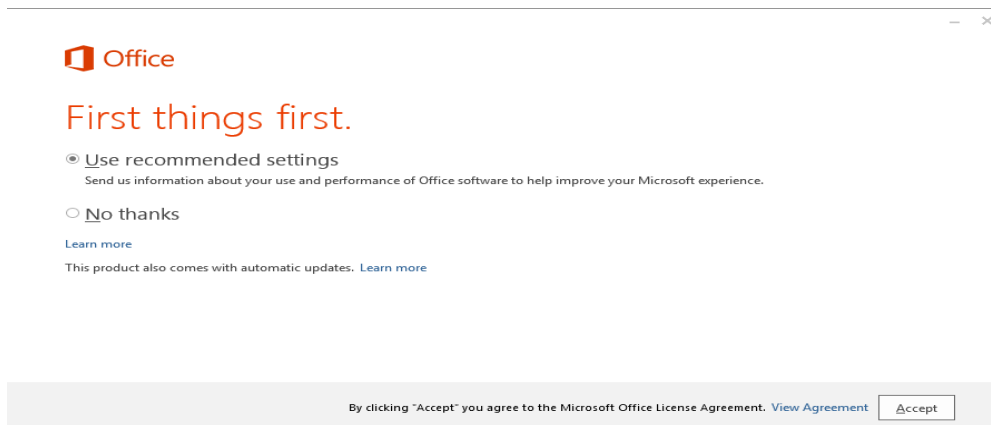 Office
First things first.
Use recommended settings
Send us information about your use and performance of Office software to help improve your Microsoft experience.
No thanks
Learn more
This product also comes with automatic updates. Learn more
By clicking "Accept" you agree to the Microsoft Office License Agreement. View Agreement Accept